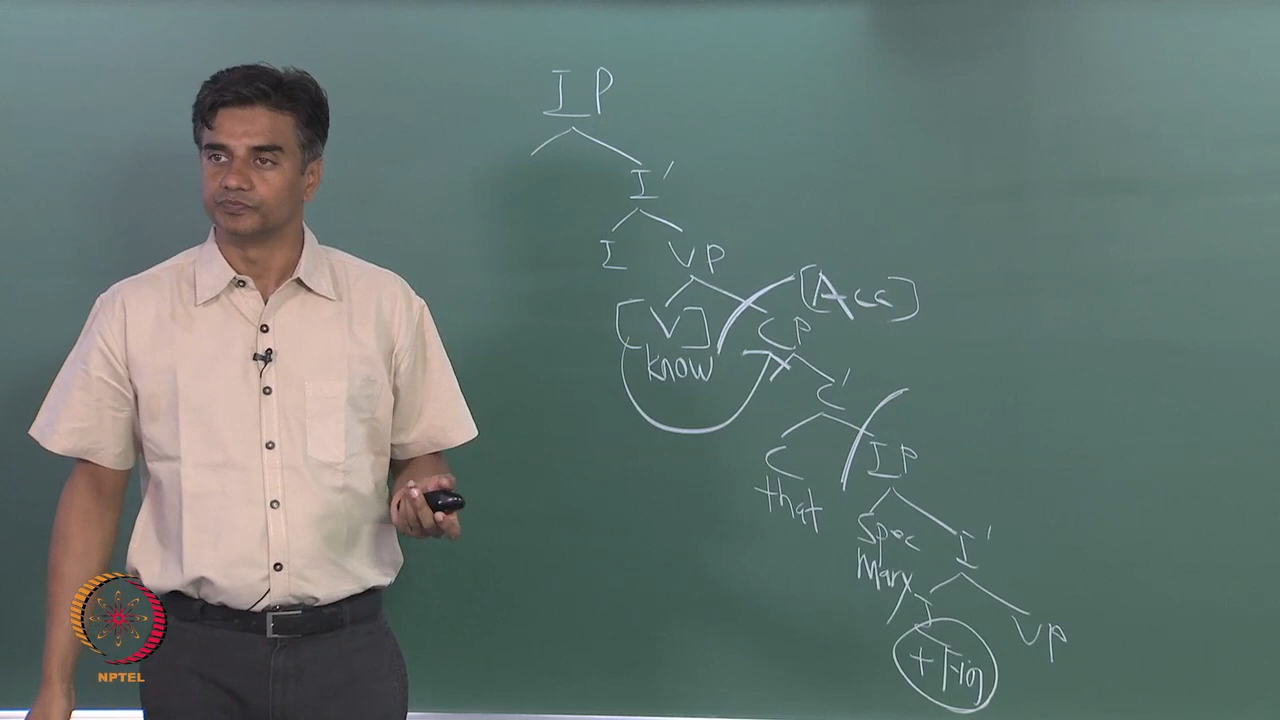 IP
I'
I VP
[Acc]
[V] CP
know
C'
C IP
that
Spec I'
Mary
I VP
+Fin
NPTEL